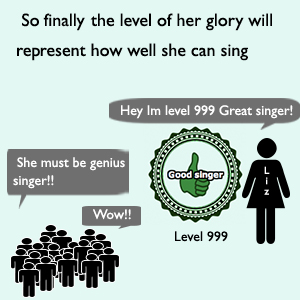 So finally the level of her glory will
represent how well she can sing
Hey Im level 999 Great singer!
Good singer
Liz
Level 999
She must be genius
singer!!
Wow!!